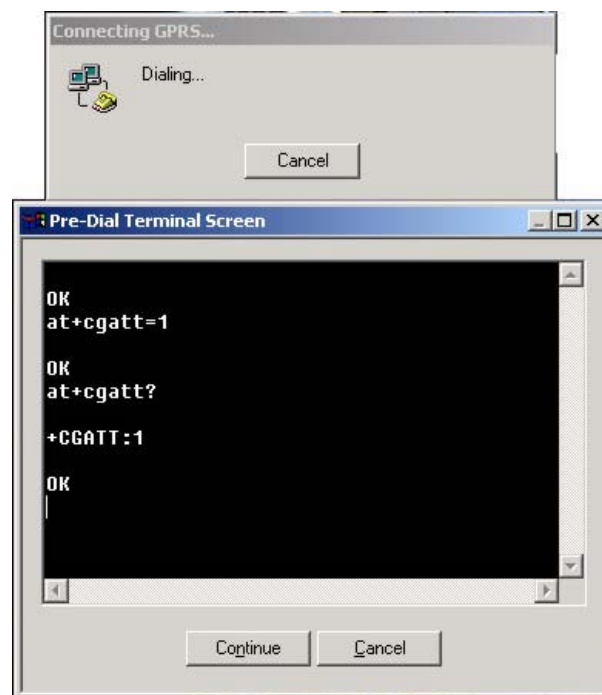 Connecting GPRS...
Dialing...
Cancel
Pre-Dial Terminal Screen
OK
at+cgatt=1
OK
at+cgatt?
+CGATT:1
OK
Continue
Cancel